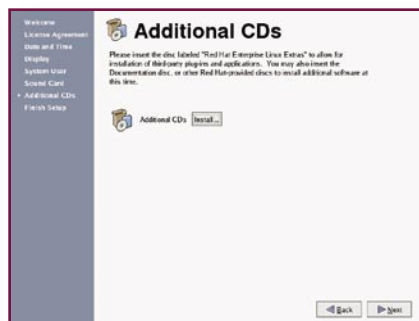 Welcome
License Agreement
Date and Time
Display
System User
Sound Card
Additional CDs
Finish Setup
Additional CDs
Please insert the disc labeled "Red Hat Enterprise Linux Extras" to allow for
installation of third-party plug-ins and applications. You may also insert the
Documentation disc, or other Red Hat-provided discs to install additional software at
this time.
Additional CDs Install...
Back Next